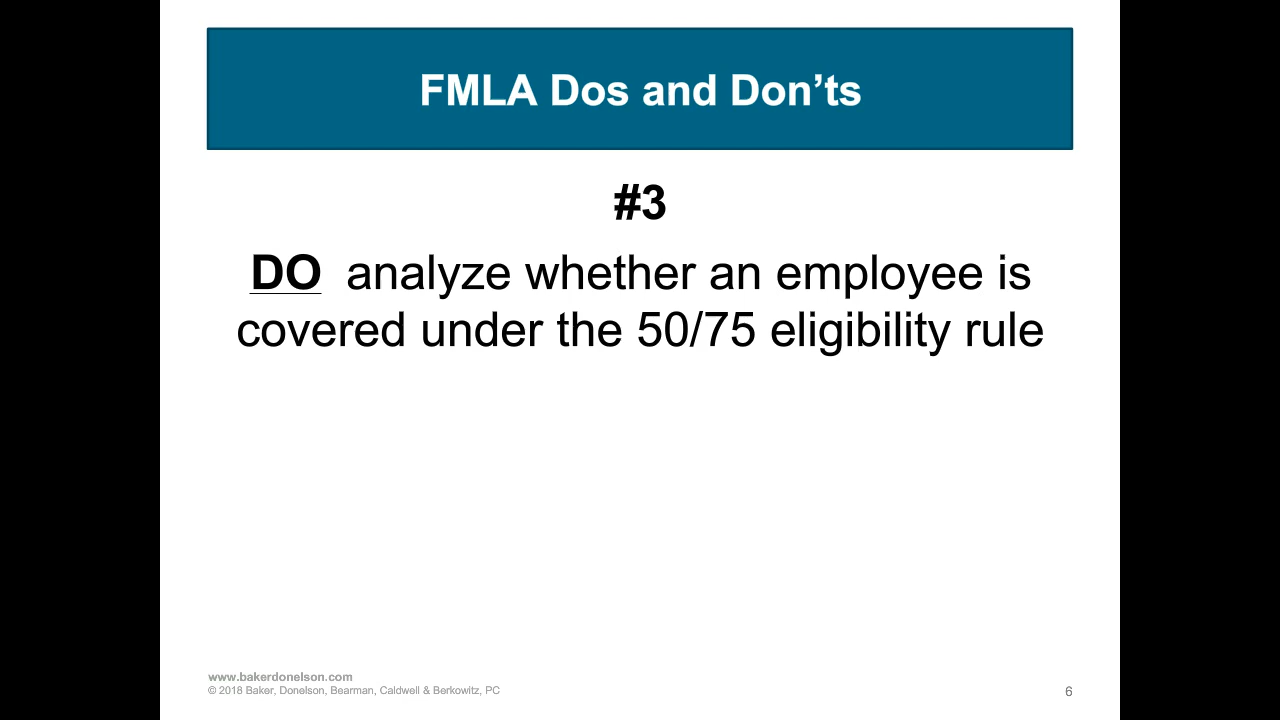 FMLA Dos and Don’ts
#3
DO analyze whether an employee is
covered under the 50/75 eligibility rule
www.bakerdonelson.com
© 2018 Baker, Donelson, Bearman, Caldwell & Berkowitz, PC
6